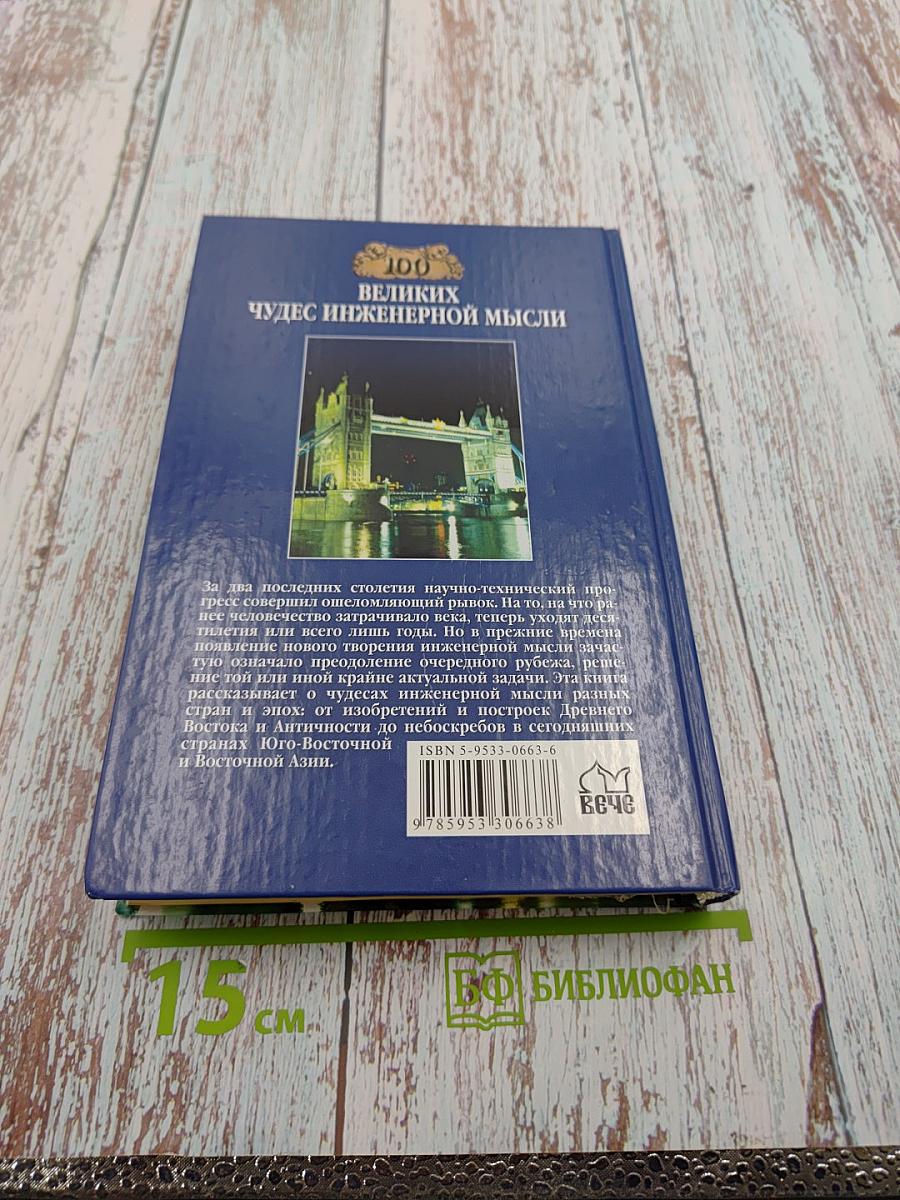 100
ВЕЛИКИХ
ЧУДЕС ИНЖЕНЕРНОЙ МЫСЛИ
За два последних столетия научно-технический про-
гресс совершил ошеломляющий рывок. На то, на что ра-
нее человечество затрачивало века, теперь уходят деся-
тилетия или всего лишь годы. Но в прежние времена
появление нового творения инженерной мысли зачас-
тую означало преодоление очередного рубежа, реше-
ние той или иной крайне актуальной задачи. Эта книга
рассказывает о чудесах инженерной мысли разных
стран и эпох: от изобретений и построек Древнего
Востока и Античности до небоскребов в сегодняшних
странах Юго-Восточной
и Восточной Азии.
ISBN 5-9533-0663-6
9 785953 306638
ВЕЧЕ
15 см
БФ БИБЛИОФАН